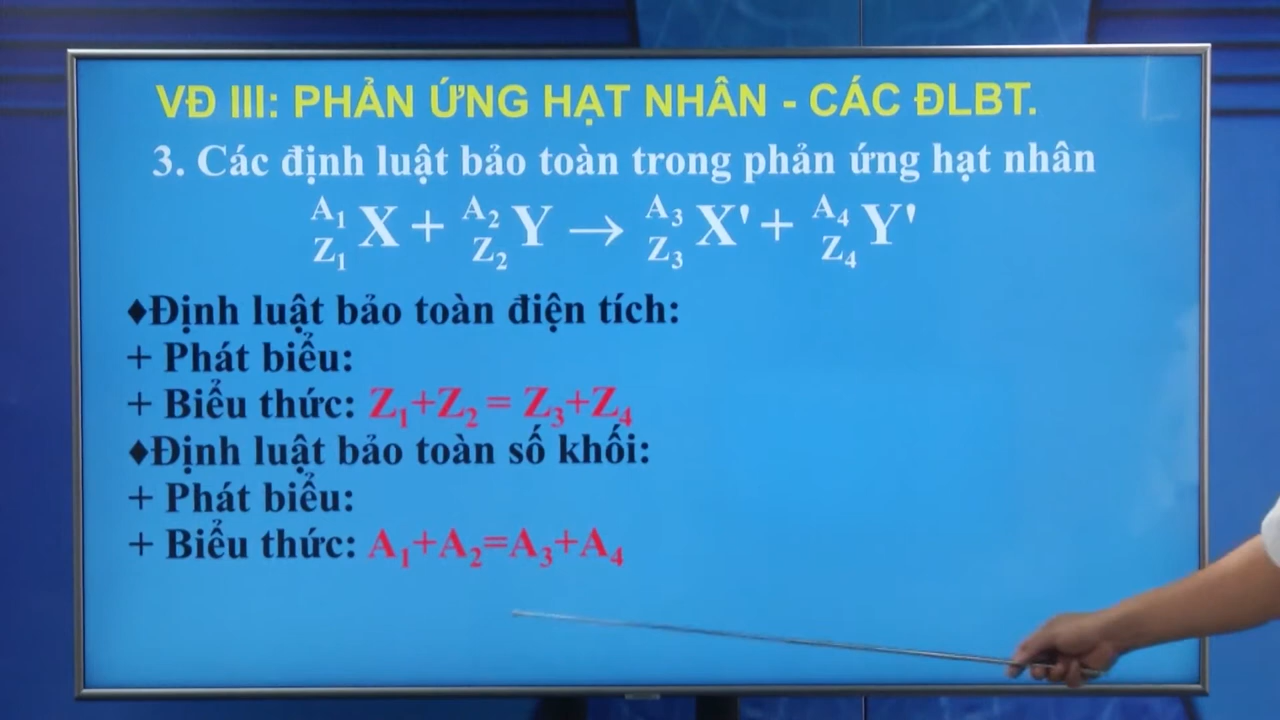 VĐ III: PHẢN ỨNG HẠT NHÂN - CÁC ĐLBT.
3. Các định luật bảo toàn trong phản ứng hạt nhân
A₁ Z₁ X + A₂ Z₂ Y → A₃ Z₃ X' + A₄ Z₄ Y'
♦Định luật bảo toàn điện tích:
+ Phát biểu:
+ Biểu thức: Z₁+Z₂ = Z₃+Z₄
♦Định luật bảo toàn số khối:
+ Phát biểu:
+ Biểu thức: A₁+A₂=A₃+A₄